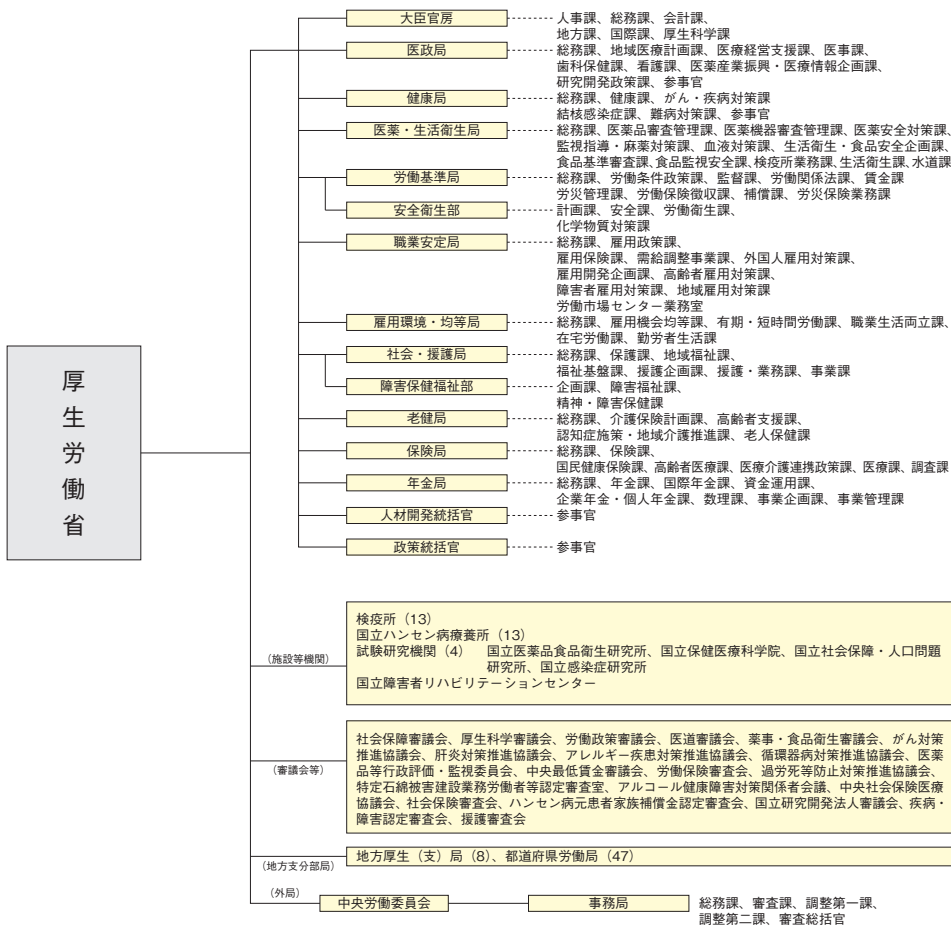 厚生労働省
大臣官房 人事課、総務課、会計課、
地方課、国際課、厚生科学課
医政局 総務課、地域医療計画課、医療経営支援課、医事課、
歯科保健課、看護課、医薬産業振興・医療情報企画課、
研究開発政策課、参事官
健康局 総務課、健康課、がん・疾病対策課
結核感染症課、難病対策課、参事官
医薬・生活衛生局 総務課、医薬品審査管理課、医薬機器審査管理課、医薬安全対策課、
監視指導・麻薬対策課、血液対策課、生活衛生・食品安全企画課、
食品基準審査課、食品監視安全課、検疫所業務課、生活衛生課、水道課
労働基準局 総務課、労働条件政策課、監督課、労働関係法課、賃金課
労災管理課、労働保険徴収課、補償課、労災保険業務課
安全衛生部 計画課、安全課、労働衛生課、
化学物質対策課
職業安定局 総務課、雇用政策課、
雇用保険課、需給調整事業課、外国人雇用対策課、
雇用開発企画課、高齢者雇用対策課、
障害者雇用対策課、地域雇用対策課
労働市場センター業務室
雇用環境・均等局 総務課、雇用機会均等課、有期・短時間労働課、職業生活両立課、
在宅労働課、勤労者生活課
社会・援護局 総務課、保護課、地域福祉課、
福祉基盤課、援護企画課、援護・業務課、事業課
障害保健福祉部 企画課、障害福祉課、
精神・障害保健課
老健局 総務課、介護保険計画課、高齢者支援課、
認知症施策・地域介護推進課、老人保健課
保険局 総務課、保険課、
国民健康保険課、高齢者医療課、医療介護連携政策課、医療課、調査課
年金局 総務課、年金課、国際年金課、資金運用課、
企業年金・個人年金課、数理課、事業企画課、事業管理課
人材開発統括官 参事官
政策統括官 参事官
(施設等機関)
検疫所（13）
国立ハンセン病療養所（13）
試験研究機関（4） 国立医薬品食品衛生研究所、国立保健医療科学院、国立社会保障・人口問題
研究所、国立感染症研究所
国立障害者リハビリテーションセンター
(審議会等)
社会保障審議会、厚生科学審議会、労働政策審議会、医道審議会、薬事・食品衛生審議会、がん対策
推進協議会、肝炎対策推進協議会、アレルギー疾患対策推進協議会、循環器病対策推進協議会、医薬
品等行政評価・監視委員会、中央最低賃金審議会、労働保険審査会、過労死等防止対策推進協議会、
特定石綿被害建設業務労働者等認定審査室、アルコール健康障害対策関係者会議、中央社会保険医療
協議会、社会保険審査会、ハンセン病元患者家族補償金認定審査会、国立研究開発法人審議会、疾病・
障害認定審査会、援護審査会
(地方支分部局)
地方厚生（支）局（8）、都道府県労働局（47）
(外局)
中央労働委員会 事務局 総務課、審査課、調整第一課、
調整第二課、審査総括官